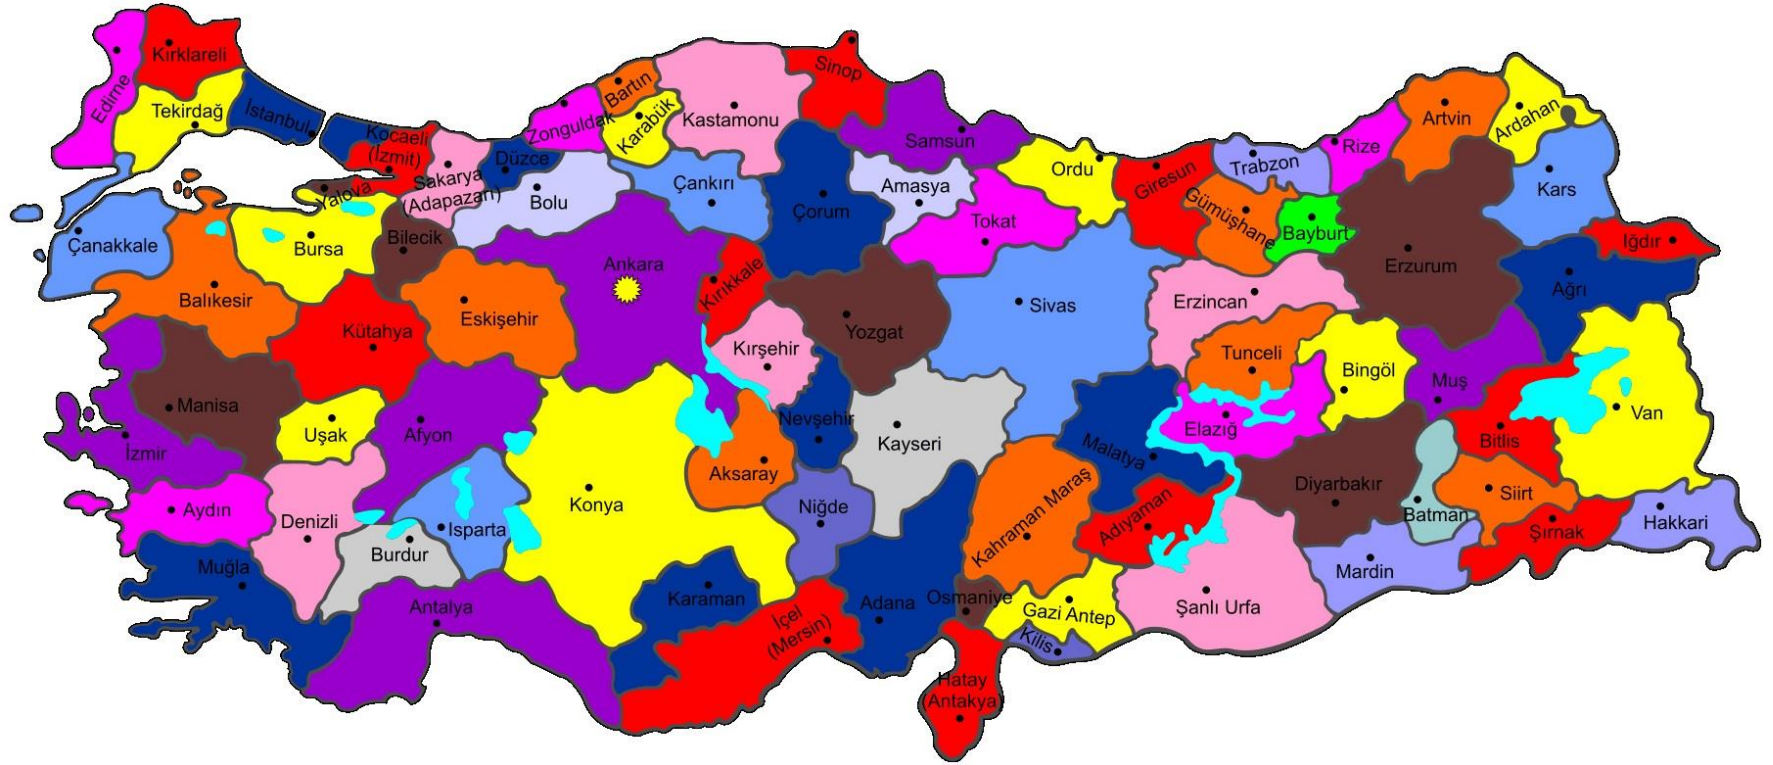 Edirne
Kırklareli
Tekirdağ
İstanbul
Kocaeli
(İzmit)
Yalova
Sakarya
(Adapazarı)
Düzce
Bolu
Zonguldak
Bartın
Karabük
Kastamonu
Sinop
Çankırı
Çorum
Samsun
Amasya
Tokat
Ordu
Giresun
Gümüşhane
Trabzon
Bayburt
Rize
Artvin
Ardahan
Kars
Iğdır
Çanakkale
Balıkesir
Bursa
Bilecik
Kütahya
Eskişehir
Ankara
Kırıkkale
Kırşehir
Yozgat
Sivas
Erzincan
Erzurum
Ağrı
Tunceli
Bingöl
Muş
Bitlis
Van
Manisa
İzmir
Uşak
Afyon
Konya
Aksaray
Nevşehir
Kayseri
Niğde
Malatya
Elazığ
Diyarbakır
Batman
Siirt
Şırnak
Hakkari
Aydın
Denizli
Muğla
Burdur
Isparta
Antalya
Karaman
İçel
(Mersin)
Adana
Osmaniye
Kahraman Maraş
Adıyaman
Gazi Antep
Kilis
Şanlı Urfa
Mardin
Hatay
(Antakya)